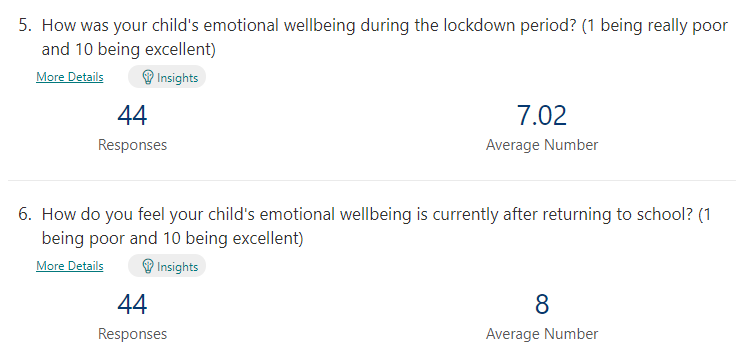 5. How was your child's emotional wellbeing during the lockdown period? (1 being really poor
and 10 being excellent)
More Details Insights
44 7.02
Responses Average Number
6. How do you feel your child's emotional wellbeing is currently after returning to school? (1
being poor and 10 being excellent)
More Details Insights
44 8
Responses Average Number